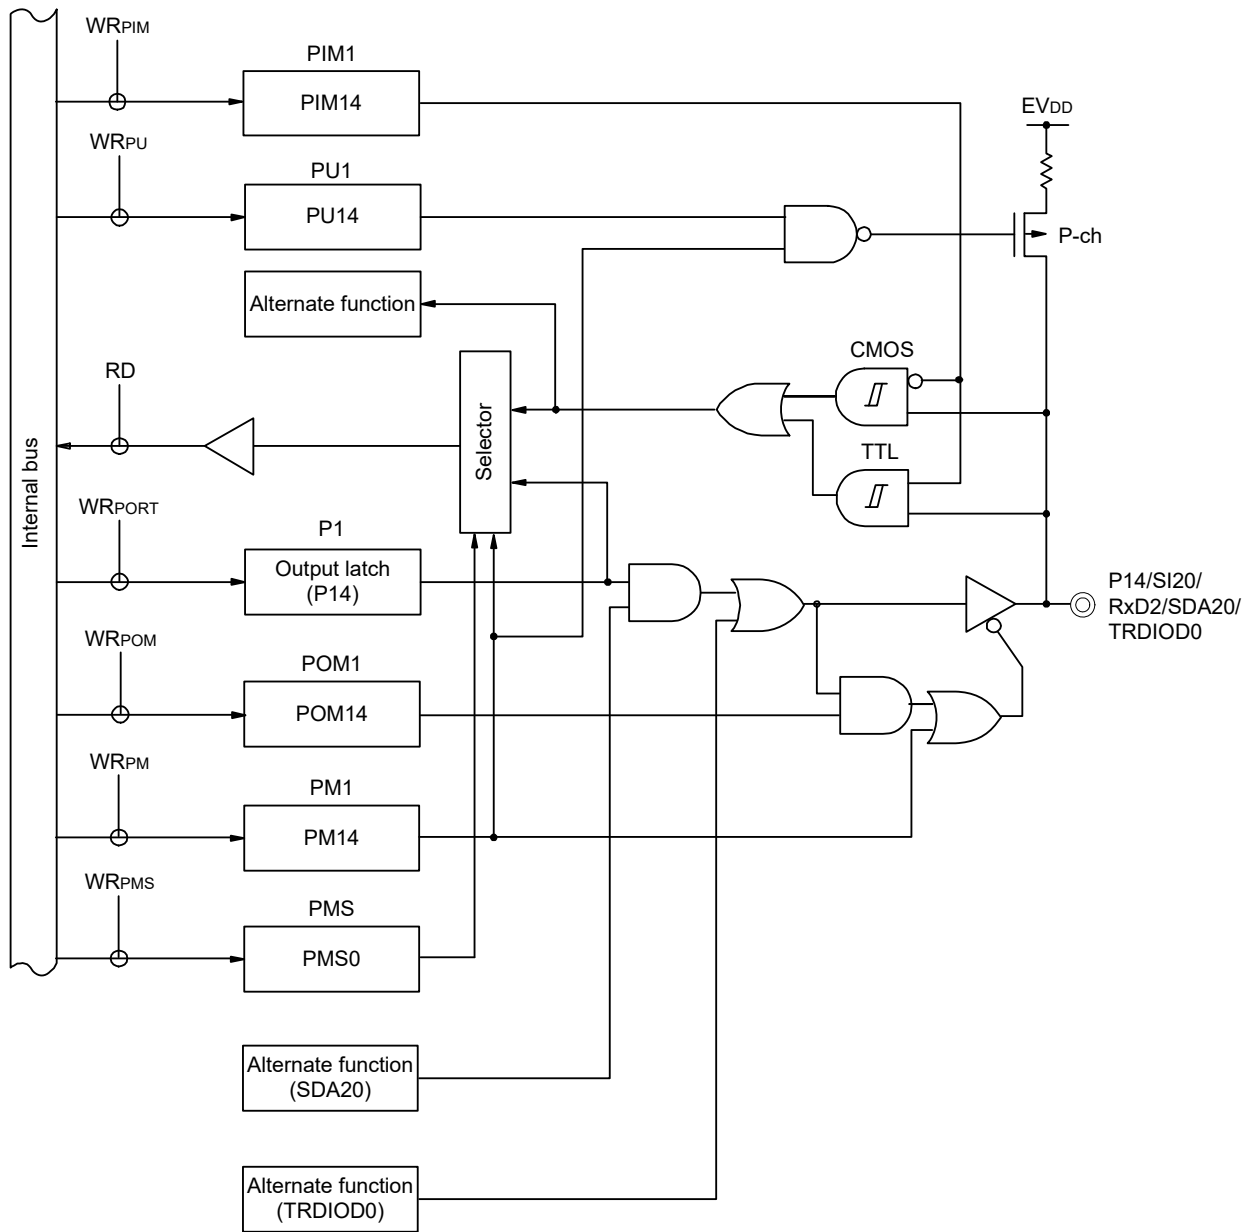 WRPIM
PIM1
PIM14
EVDD
WRPU
PU1
PU14
P-ch
Alternate function
CMOS
RD
Selector
TTL
Internal bus
WRPORT
P1
Output latch
(P14)
P14/SI20/
RxD2/SDA20/
TRDIOD0
WRPOM
POM1
POM14
WRPM
PM1
PM14
WRPMS
PMS
PMS0
Alternate function
(SDA20)
Alternate function
(TRDIOD0)